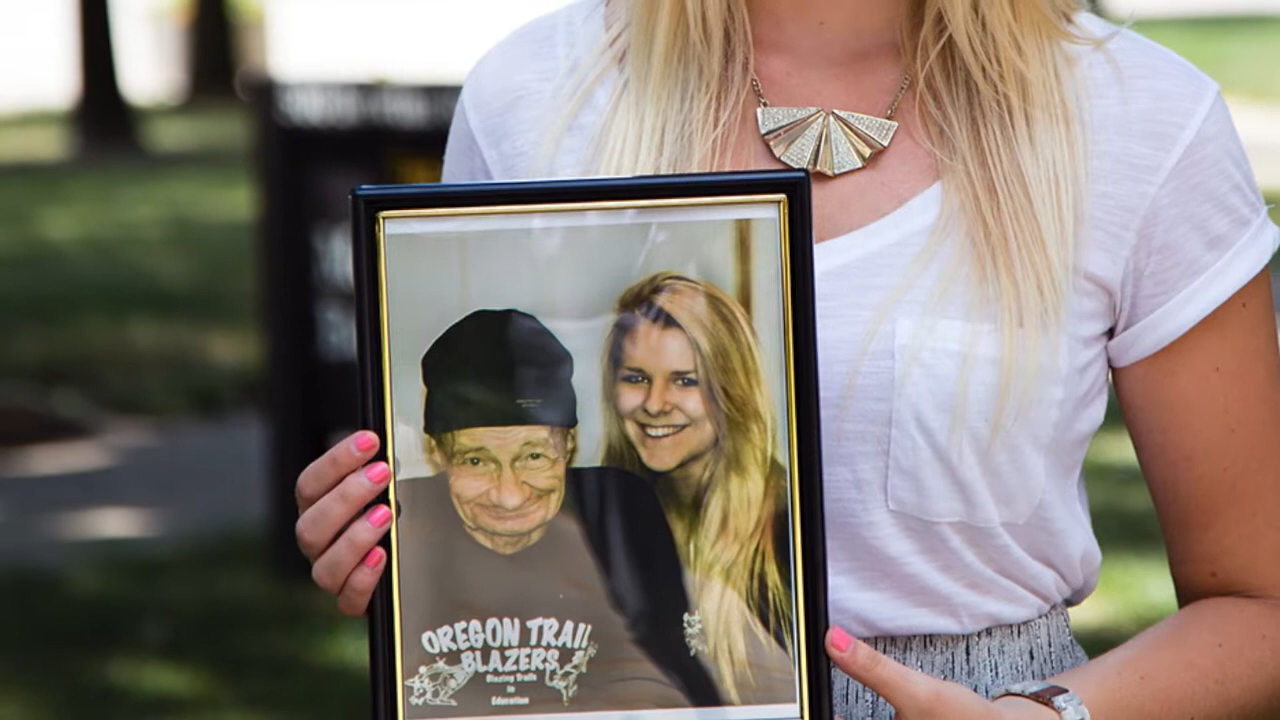 OREGON TRAIL
BLAZERS
Blazing Trails
in
Education